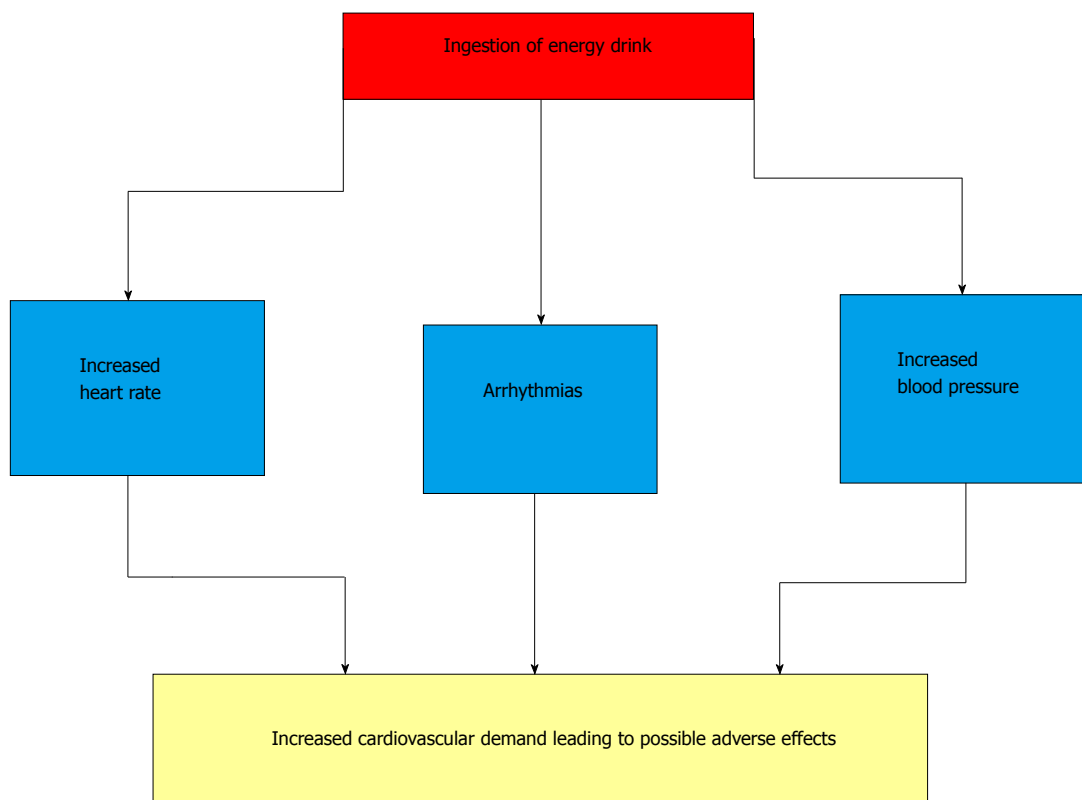 Ingestion of energy drink
Increased
heart rate
Arrhythmias
Increased
blood pressure
Increased cardiovascular demand leading to possible adverse effects